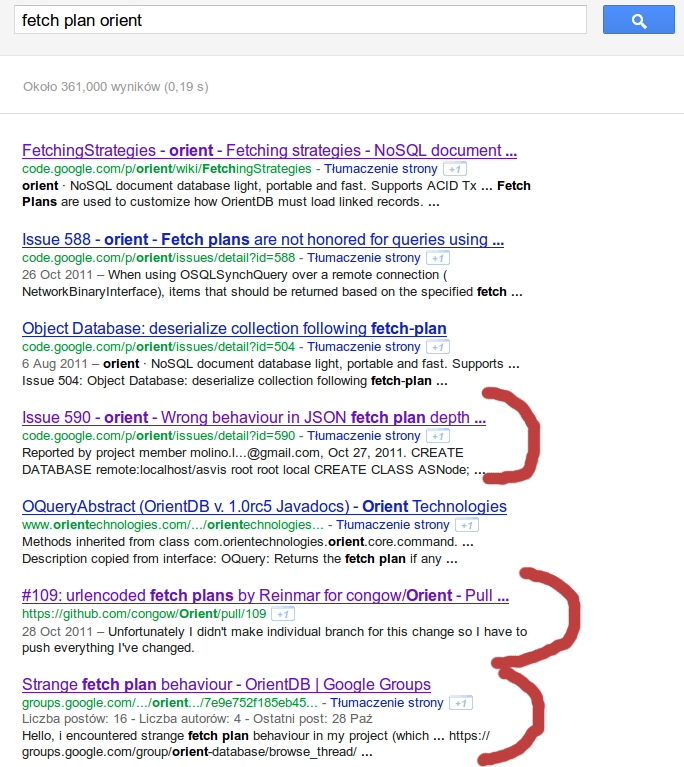 fetch plan orient
Około 361,000 wyników (0,19 s)
FetchingStrategies - orient - Fetching strategies - NoSQL document ...
code.google.com/p/orient/wiki/FetchingStrategies - Tłumaczenie strony +1
orient · NoSQL document database light, portable and fast. Supports ACID Tx ... Fetch
Plans are used to customize how OrientDB must load linked records. ...
Issue 588 - orient - Fetch plans are not honored for queries using ...
code.google.com/p/orient/issues/detail?id=588 - Tłumaczenie strony +1
26 Oct 2011 – When using OSQLSynchQuery over a remote connection (
NetworkBinaryInterface), items that should be returned based on the specified fetch ...
Object Database: deserialize collection following fetch-plan
code.google.com/p/orient/issues/detail?id=504 - Tłumaczenie strony +1
6 Aug 2011 – orient · NoSQL document database light, portable and fast. Supports ...
Issue 504: Object Database: deserialize collection following fetch-plan ...
Issue 590 - orient - Wrong behaviour in JSON fetch plan depth ...
code.google.com/p/orient/issues/detail?id=590 - Tłumaczenie strony +1
Reported by project member molino.l...@gmail.com, Oct 27, 2011. CREATE
DATABASE remote:localhost/asvis root root local CREATE CLASS ASNode; ...
OQueryAbstract (OrientDB v. 1.0rc5 Javadocs) - Orient Technologies
www.orientechnologies.com/.../orientechnologies... - Tłumaczenie strony +1
Methods inherited from class com.orientechnologies.orient.core.command. ...
Description copied from interface: OQuery: Returns the fetch plan if any ...
#109: urlencoded fetch plans by Reinmar for congow/Orient - Pull ...
https://github.com/congow/Orient/pull/109 +1
28 Oct 2011 – Unfortunately I didn't make individual branch for this change so I have to
push everything I've changed.
Strange fetch plan behaviour - OrientDB | Google Groups
groups.google.com/.../orient.../7e9e752f185eb45... - Tłumaczenie strony +1
Liczba postów: 16 - Liczba autorów: 4 - Ostatni post: 28 Paź
Hello, i encountered strange fetch plan behaviour in my project (which ... https://
groups.google.com/group/orient-database/browse_thread/ ...